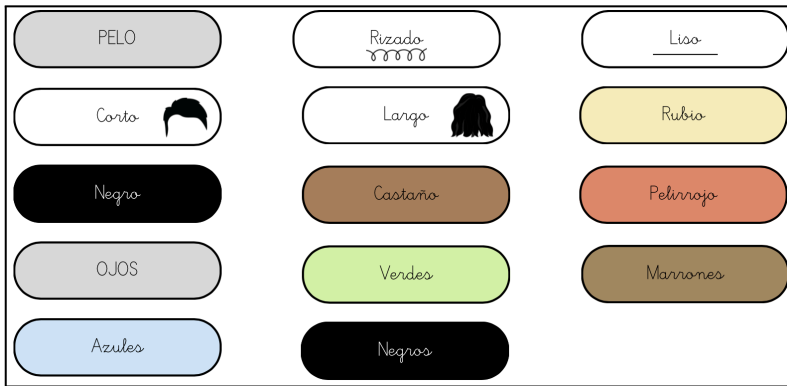 PELO
Rizado
Liso
Corto
Largo
Rubio
Negro
Castaño
Pelirrojo
OJOS
Verdes
Marrones
Azules
Negros